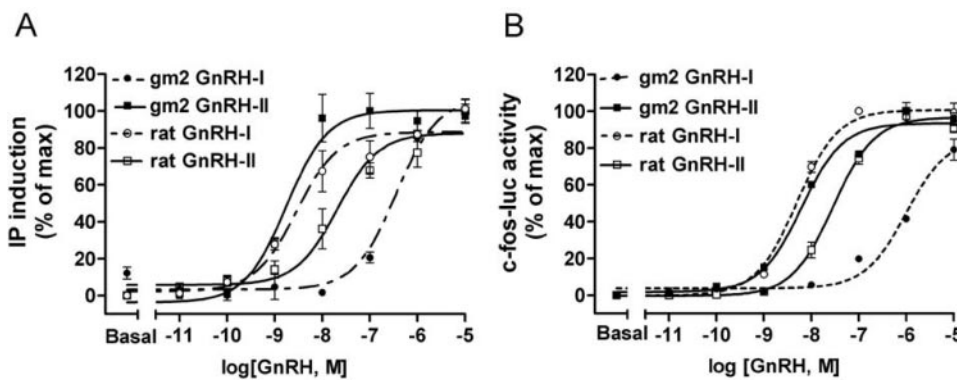 A
IP induction
(% of max)
120
100
80
60
40
20
0
gm2 GnRH-I
gm2 GnRH-II
rat GnRH-I
rat GnRH-II
Basal -11 -10 -9 -8 -7 -6 -5
log[GnRH, M]
B
c-fos-luc activity
(% of max)
120
100
80
60
40
20
0
gm2 GnRH-I
gm2 GnRH-II
rat GnRH-I
rat GnRH-II
Basal -11 -10 -9 -8 -7 -6 -5
log[GnRH, M]